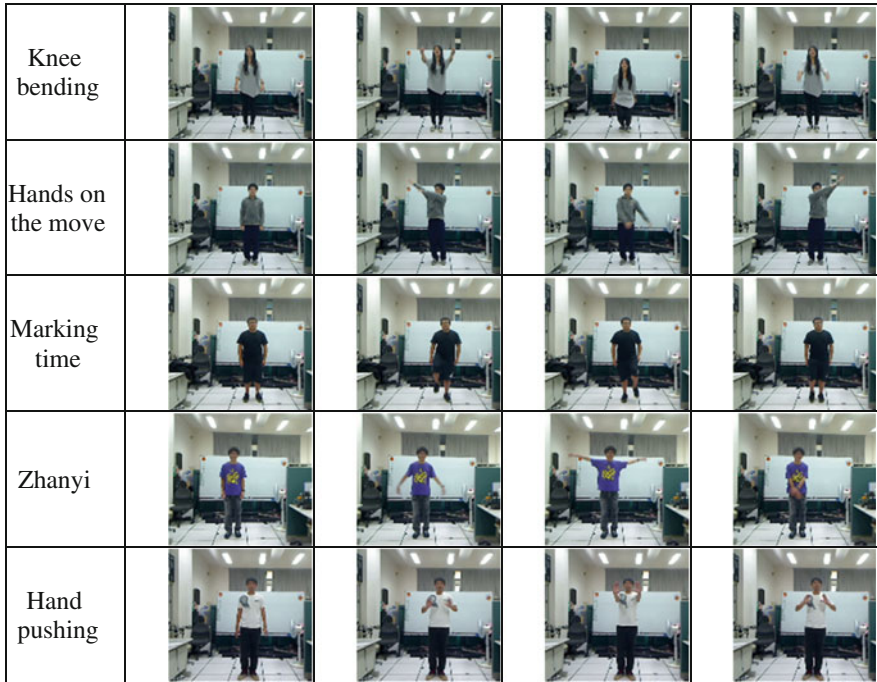 Knee
bending
Hands on
the move
Marking
time
Zhanyi
Hand
pushing